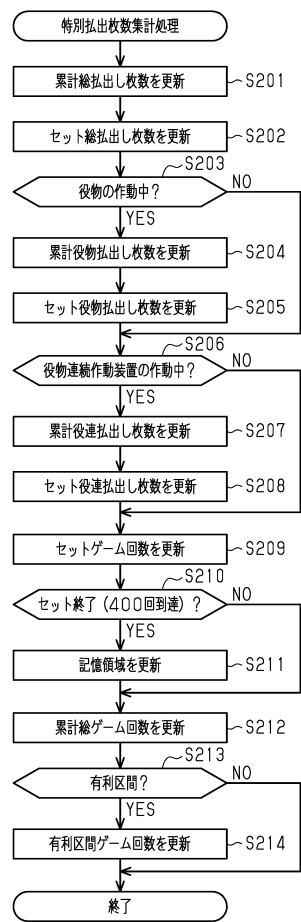 特別払出枚数集計処理
累計総払出し枚数を更新
S201
セット総払出し枚数を更新
S202
S203
役物の作動中?
NO
YES
累計役物払出し枚数を更新
S204
セット役物払出し枚数を更新
S205
S206
役物連続作動装置の作動中?
NO
YES
累計役連払出し枚数を更新
S207
セット役連払出し枚数を更新
S208
セットゲーム回数を更新
S209
S210
セット終了(400回到達)?
NO
YES
記憶領域を更新
S211
累計総ゲーム回数を更新
S212
S213
有利区間?
NO
YES
有利区間ゲーム回数を更新
S214
終了